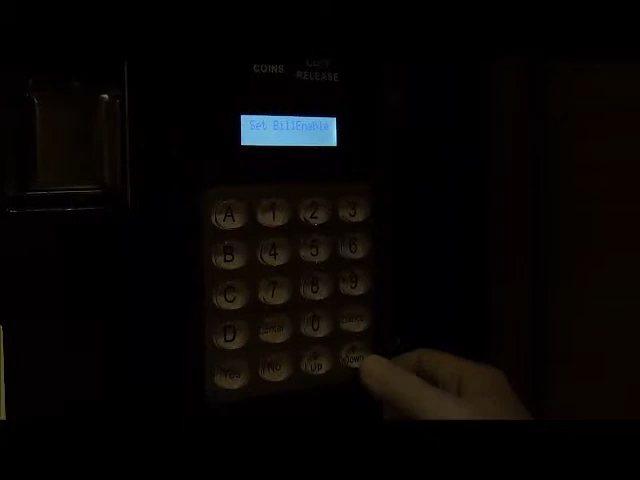 COINS
COIN
RELEASE
Set BillEnable
A 1 2 3
B 4 5 6
C 7 8 9
D Enter 0
Yes No Up Down